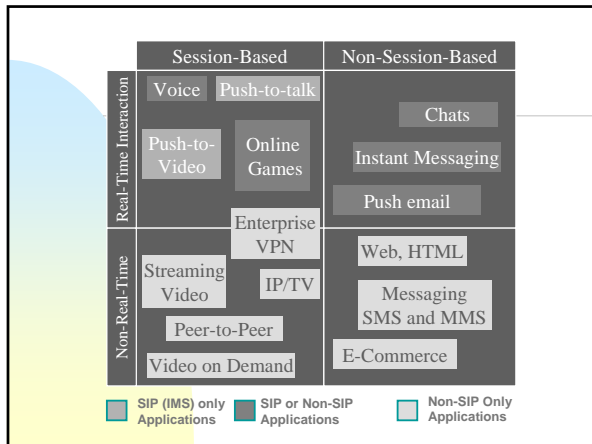 Session-Based
Non-Session-Based
Real-Time Interaction
Voice
Push-to-talk
Push-to-
Video
Online
Games
Chats
Instant Messaging
Push email
Non-Real-Time
Enterprise
VPN
Streaming
Video
IP/TV
Peer-to-Peer
Video on Demand
Web, HTML
Messaging
SMS and MMS
E-Commerce
SIP (IMS) only
Applications
SIP or Non-SIP
Applications
Non-SIP Only
Applications